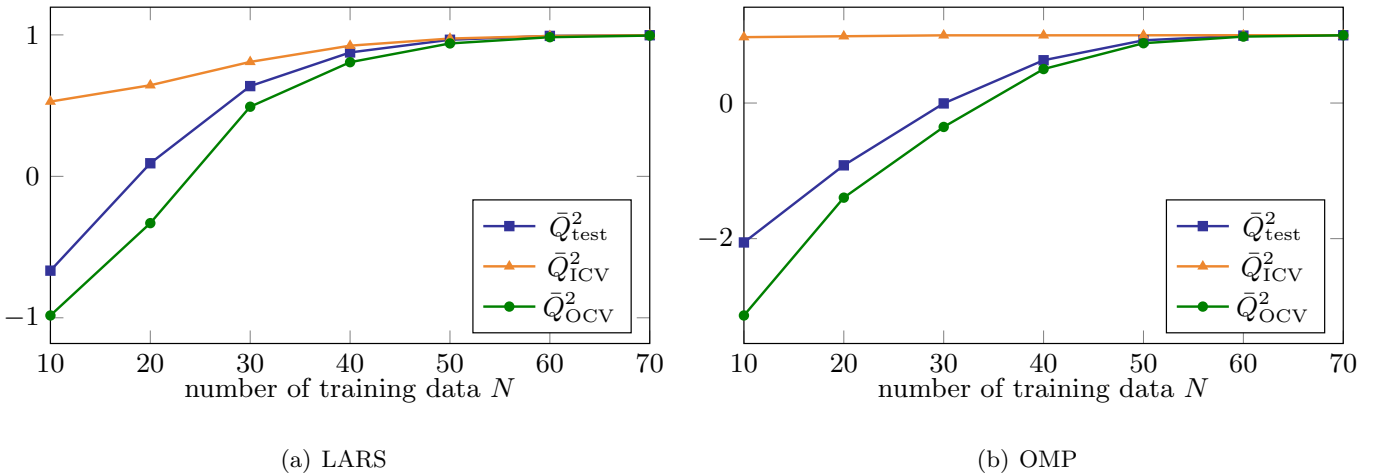 1
0
−1
10 20 30 40 50 60 70
number of training data N
Q̄²test
Q̄²ICV
Q̄²OCV
(a) LARS
0
−2
10 20 30 40 50 60 70
number of training data N
Q̄²test
Q̄²ICV
Q̄²OCV
(b) OMP